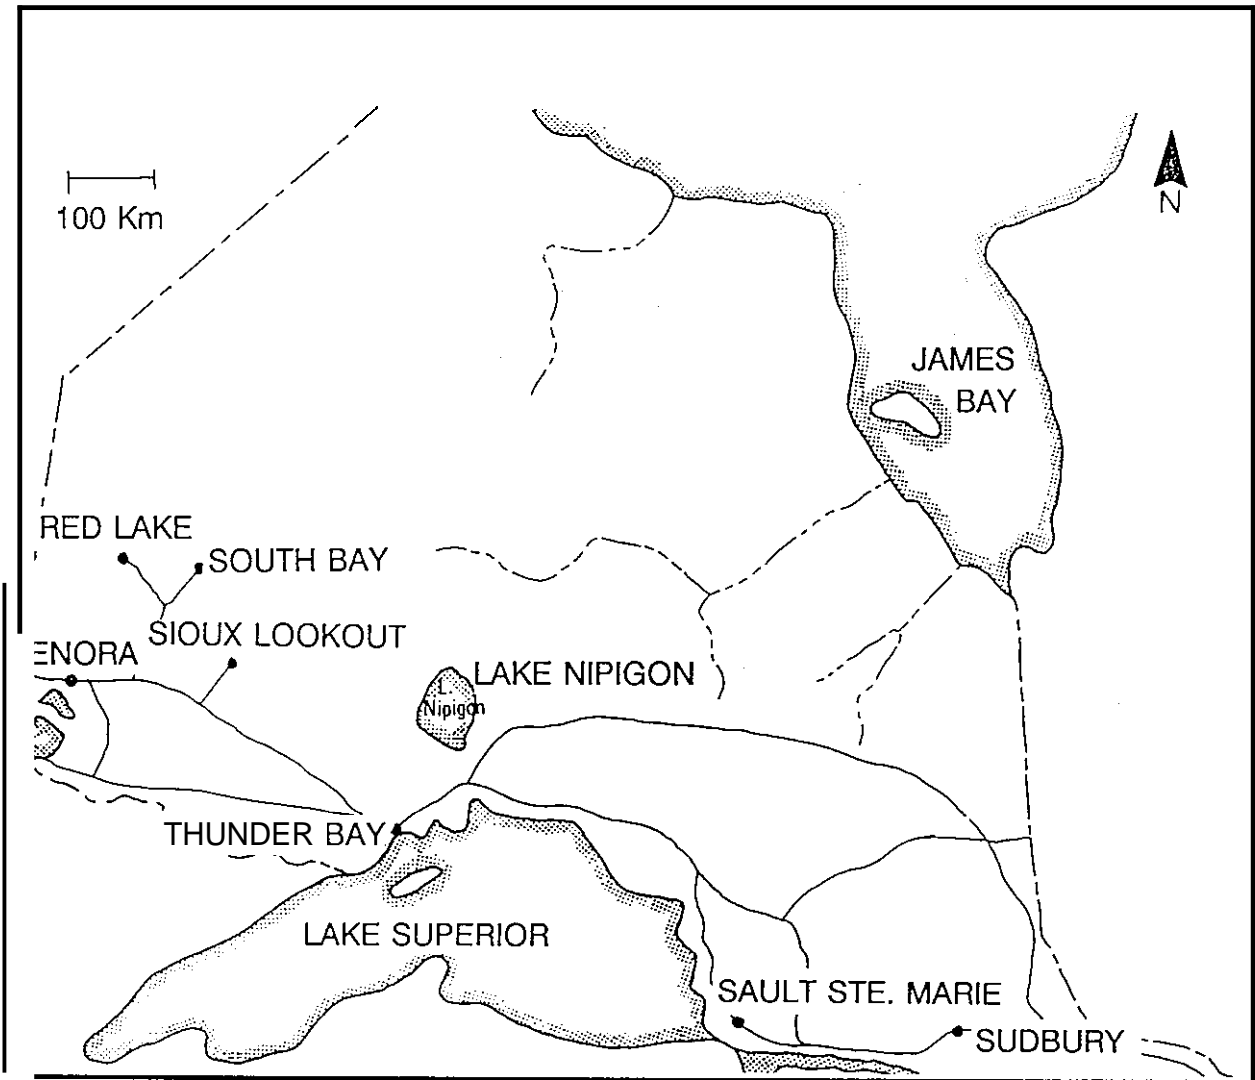 100 Km
N
JAMES
BAY
RED LAKE
SOUTH BAY
SIOUX LOOKOUT
ENORA
LAKE NIPIGON
L.
Nipigon
THUNDER BAY
LAKE SUPERIOR
SAULT STE. MARIE
SUDBURY